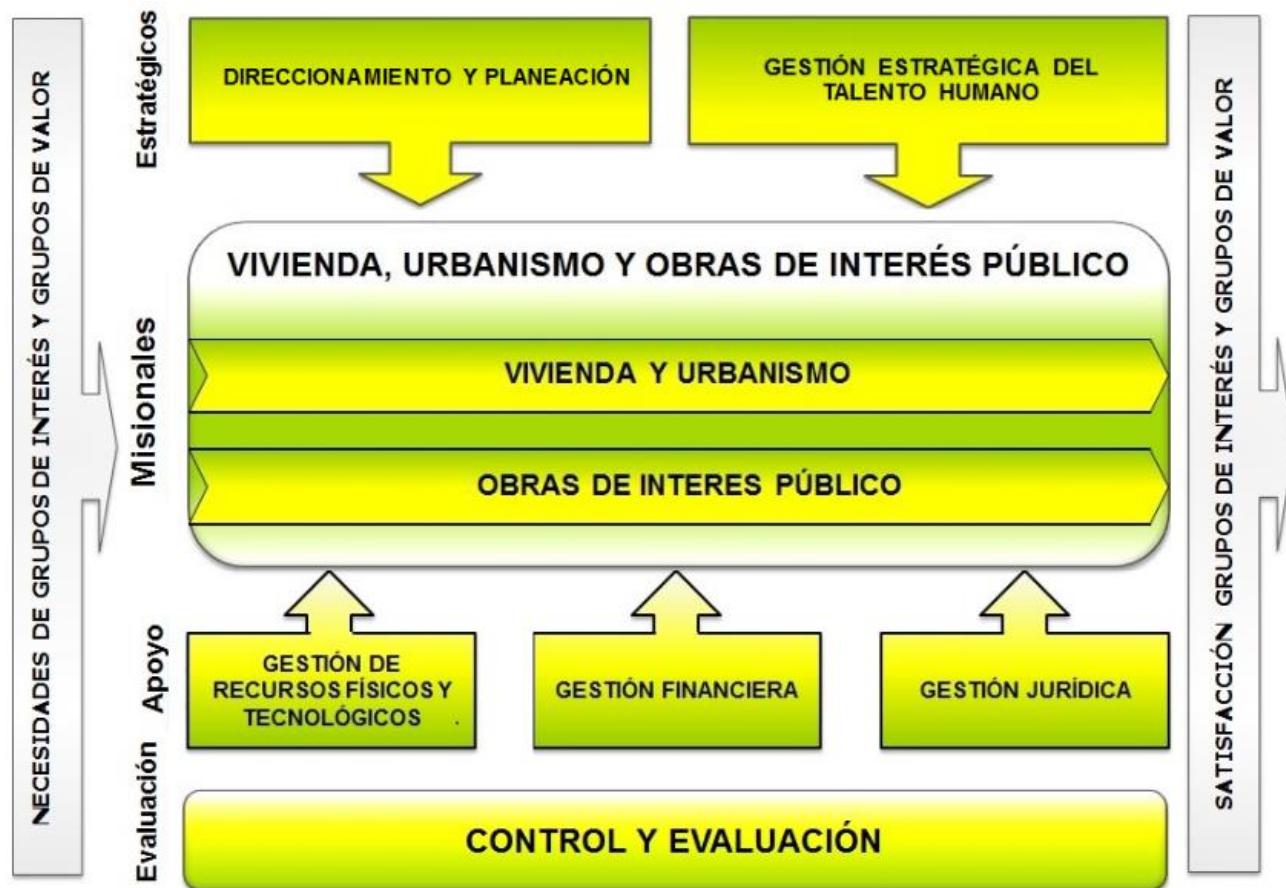 NECESIDADES DE GRUPOS DE INTERÉS Y GRUPOS DE VALOR
Estratégicos
DIRECCIONAMIENTO Y PLANEACIÓN
GESTIÓN ESTRATÉGICA DEL
TALENTO HUMANO
Misionales
VIVIENDA, URBANISMO Y OBRAS DE INTERÉS PÚBLICO
VIVIENDA Y URBANISMO
OBRAS DE INTERES PÚBLICO
Apoyo
GESTIÓN DE
RECURSOS FÍSICOS Y
TECNOLÓGICOS .
GESTIÓN FINANCIERA
GESTIÓN JURÍDICA
Evaluación
CONTROL Y EVALUACIÓN
SATISFACCIÓN GRUPOS DE INTERÉS Y GRUPOS DE VALOR